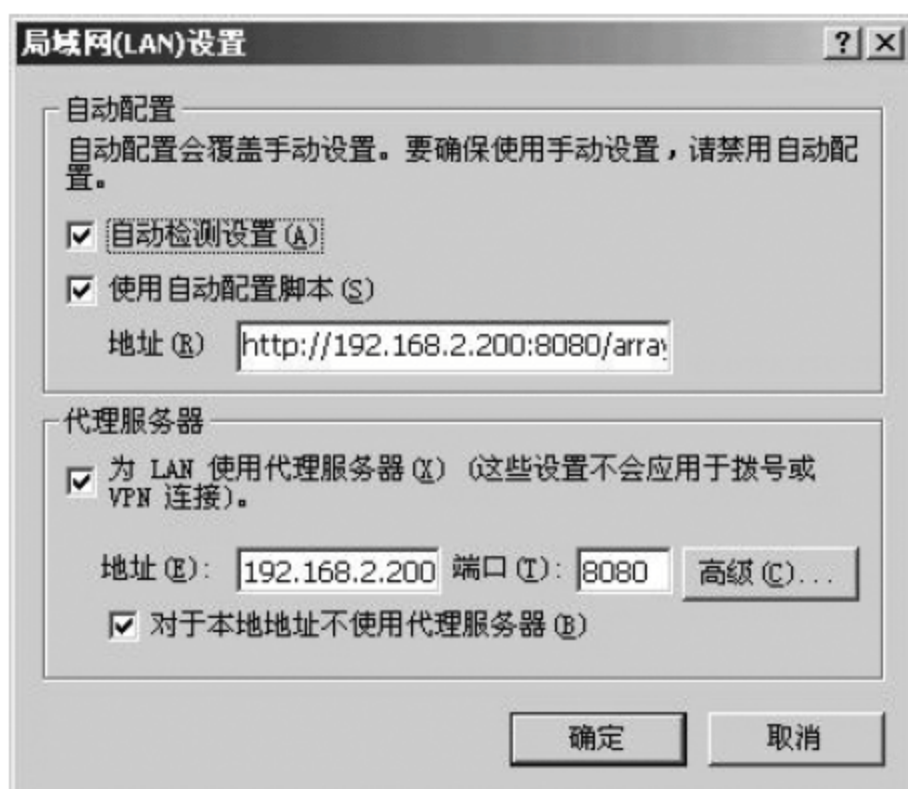 局域网(LAN)设置
自动配置
自动配置会覆盖手动设置。要确保使用手动设置，请禁用自动配
置。
自动检测设置(A)
使用自动配置脚本(S)
地址(R) http://192.168.2.200:8080/array
代理服务器
为 LAN 使用代理服务器(X) (这些设置不会应用于拨号或
VPN 连接)。
地址(E): 192.168.2.200 端口(T): 8080 高级(C)...
对于本地地址不使用代理服务器(B)
确定 取消